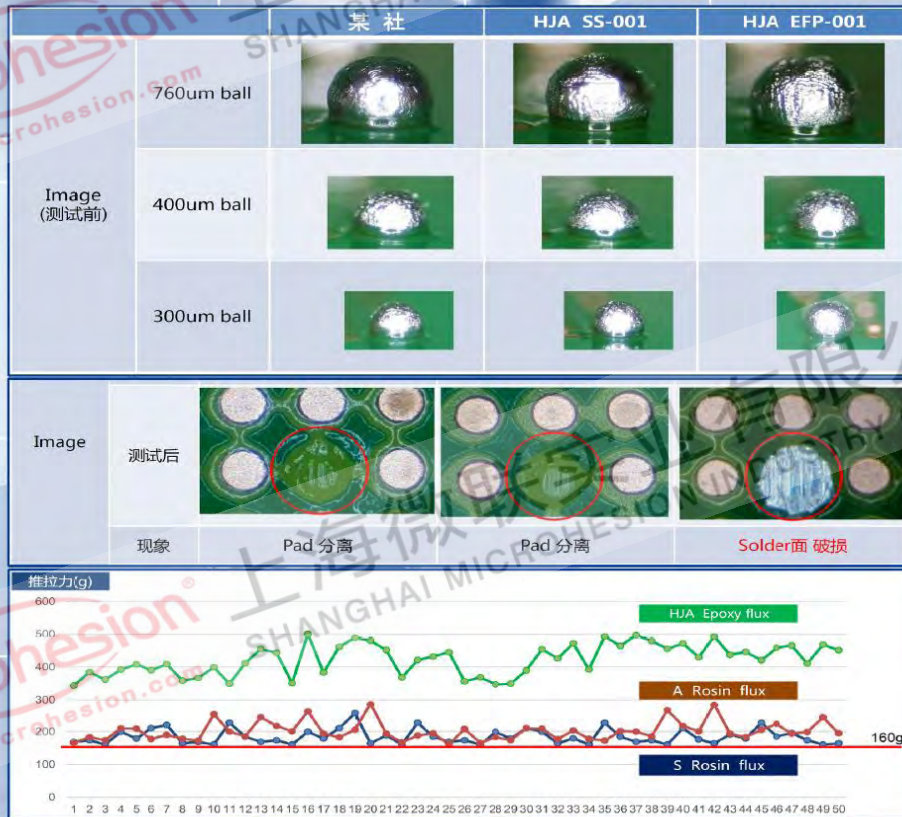 某 社
HJA SS-001
HJA EFP-001
Image
(测试前)
760um ball
400um ball
300um ball
Image
测试后
现象
Pad 分离
Pad 分离
Solder面 破损
推拉力(g)
600
500
400
300
200
100
0
HJA Epoxy flux
A Rosin flux
S Rosin flux
160g
1 2 3 4 5 6 7 8 9 10 11 12 13 14 15 16 17 18 19 20 21 22 23 24 25 26 27 28 29 30 31 32 33 34 35 36 37 38 39 40 41 42 43 44 45 46 47 48 49 50
上海微联实业有限公
SHANGHAI MICROHESION INDUSTRY
ohesion
crohesion.com
SHANG
ohesion®
crohesion.com